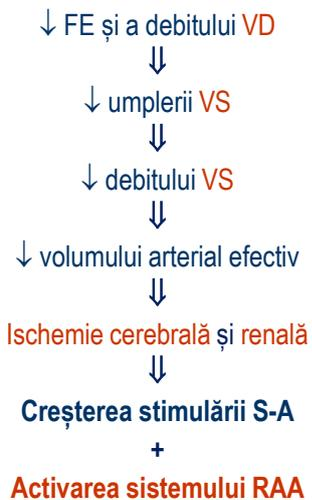 ↓ FE și a debitului VD
⇓
↓ umplerii VS
⇓
↓ debitului VS
⇓
↓ volumului arterial efectiv
⇓
Ischemie cerebrală și renală
⇓
Creșterea stimulării S-A
+
Activarea sistemului RAA